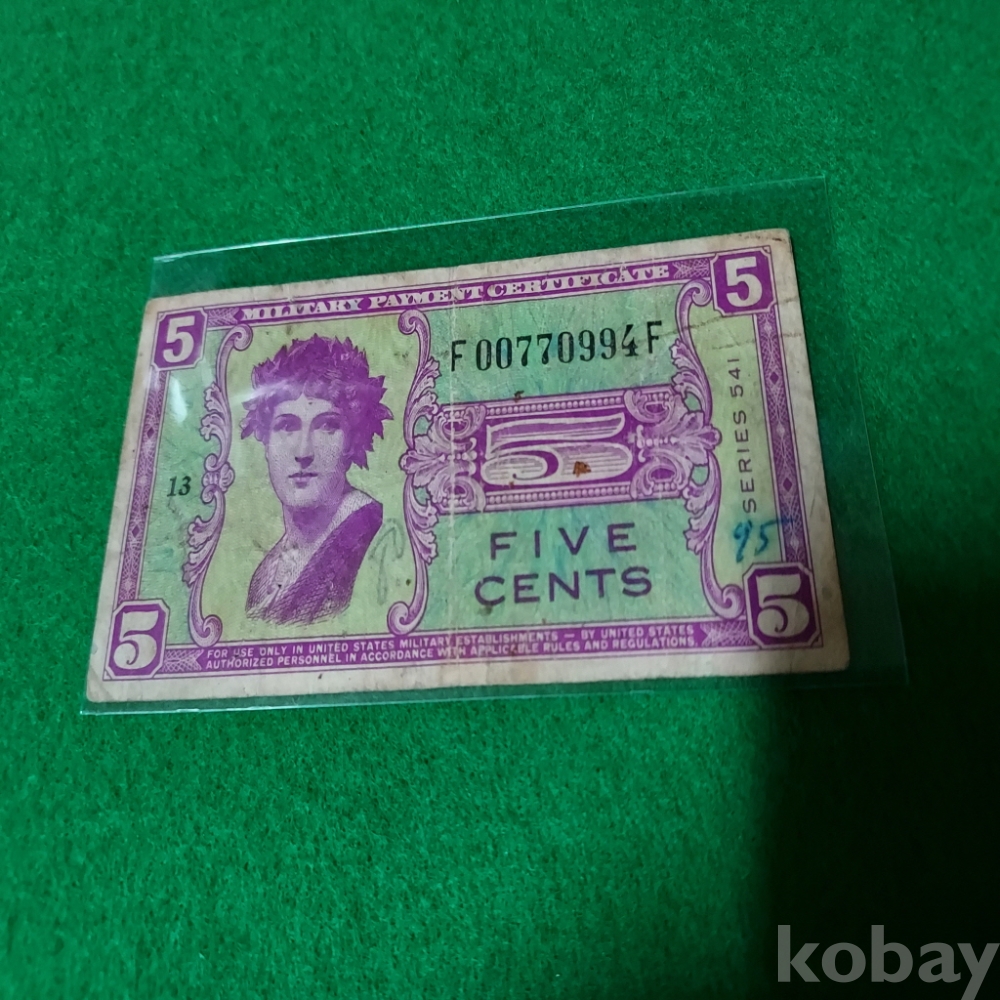 MILITARY PAYMENT CERTIFICATE
5
5
F00770994F
5
SERIES 541
13
95
FIVE
CENTS
5
5
FOR USE ONLY IN UNITED STATES MILITARY ESTABLISHMENTS — BY UNITED STATES
AUTHORIZED PERSONNEL IN ACCORDANCE WITH APPLICABLE RULES AND REGULATIONS.
kobay